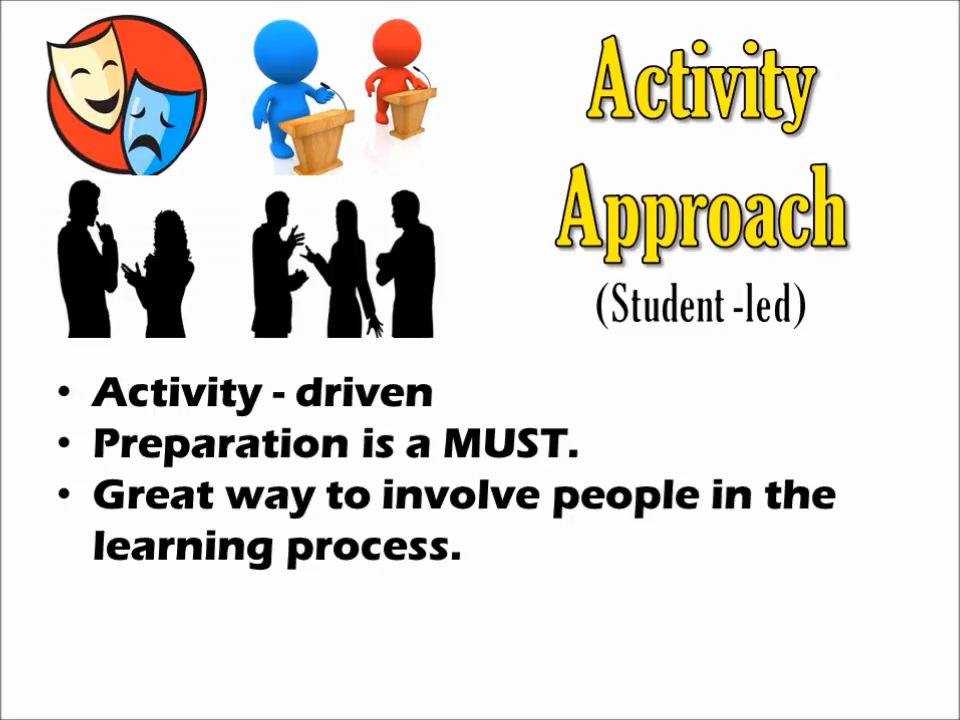 Activity
Approach
(Student -led)
• Activity - driven
• Preparation is a MUST.
• Great way to involve people in the
learning process.